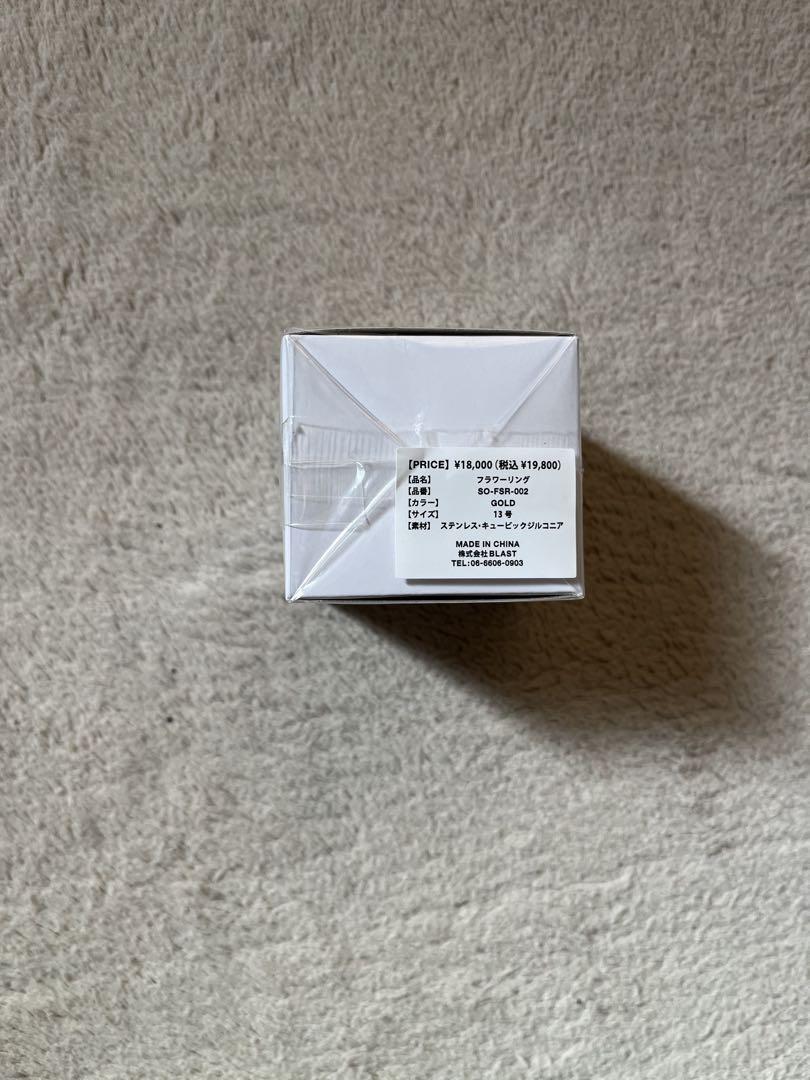 【PRICE】¥18,000(税込 ¥19,800)
【品名】 フラワーリング
【品番】 SO-FSR-002
【カラー】 GOLD
【サイズ】 13号
【素材】 ステンレス・キュービックジルコニア
MADE IN CHINA
株式会社BLAST
TEL:06-6606-0903